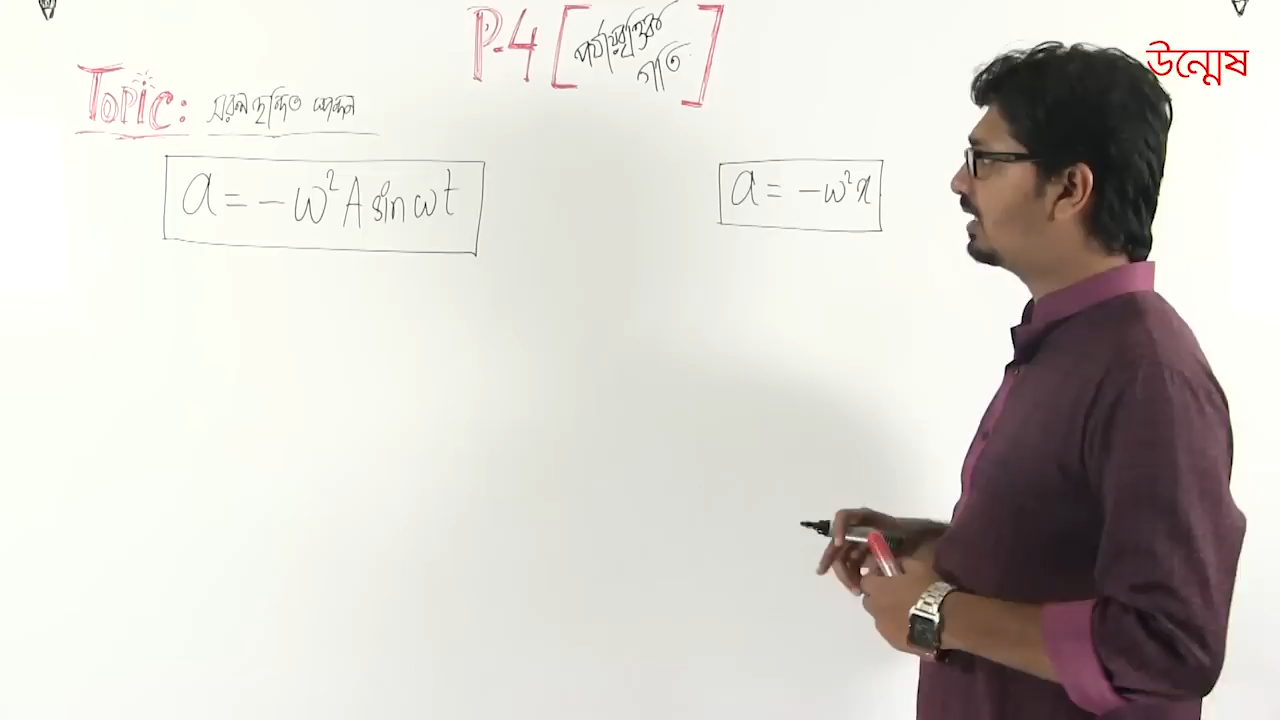 P-4 [পর্যায়বৃত্তিক গতি]
উন্মেষ
Topic: সরল ছন্দিত স্পন্দন
a = -ω²A sin ωt
a = -ω²x